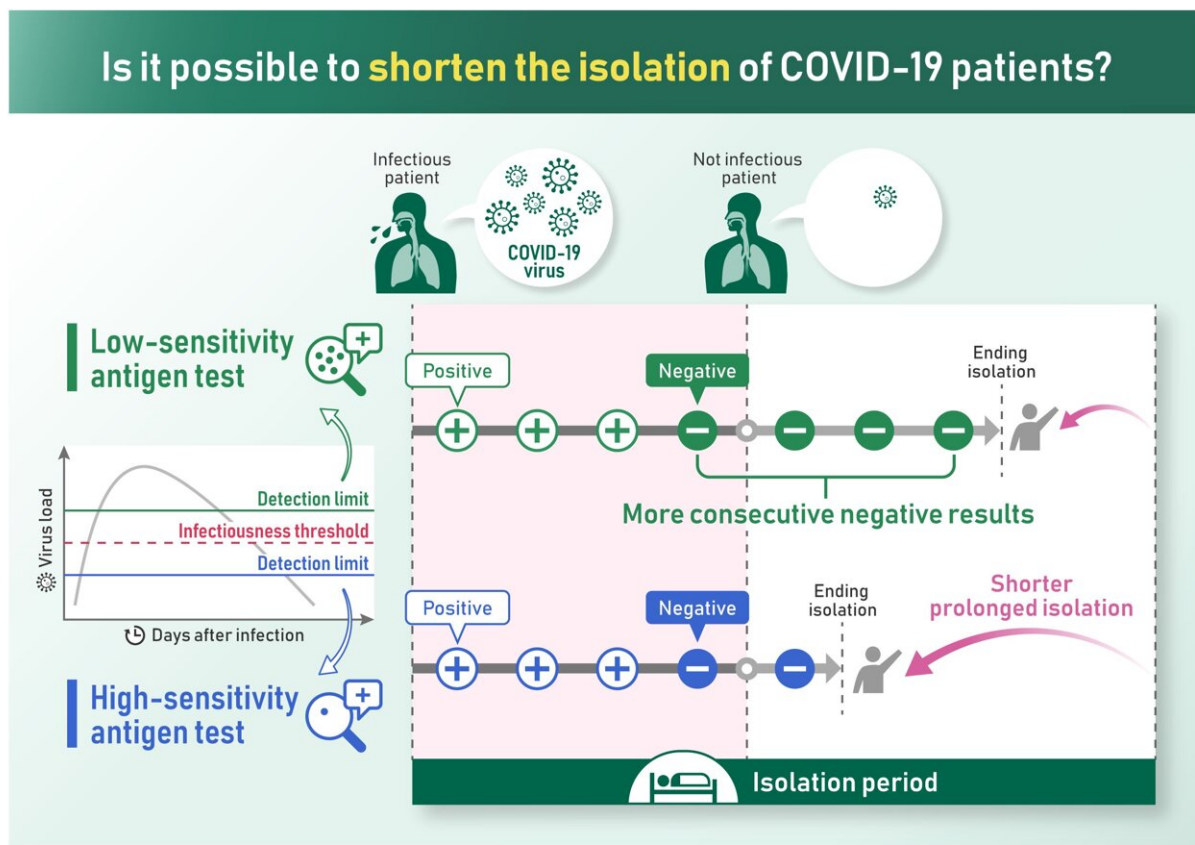 Is it possible to shorten the isolation of COVID-19 patients?
Infectious
patient
COVID-19
virus
Not infectious
patient
Low-sensitivity
antigen test
Positive
Negative
Ending
isolation
More consecutive negative results
Virus load
Detection limit
Infectiousness threshold
Detection limit
Days after infection
High-sensitivity
antigen test
Positive
Negative
Ending
isolation
Shorter
prolonged isolation
Isolation period